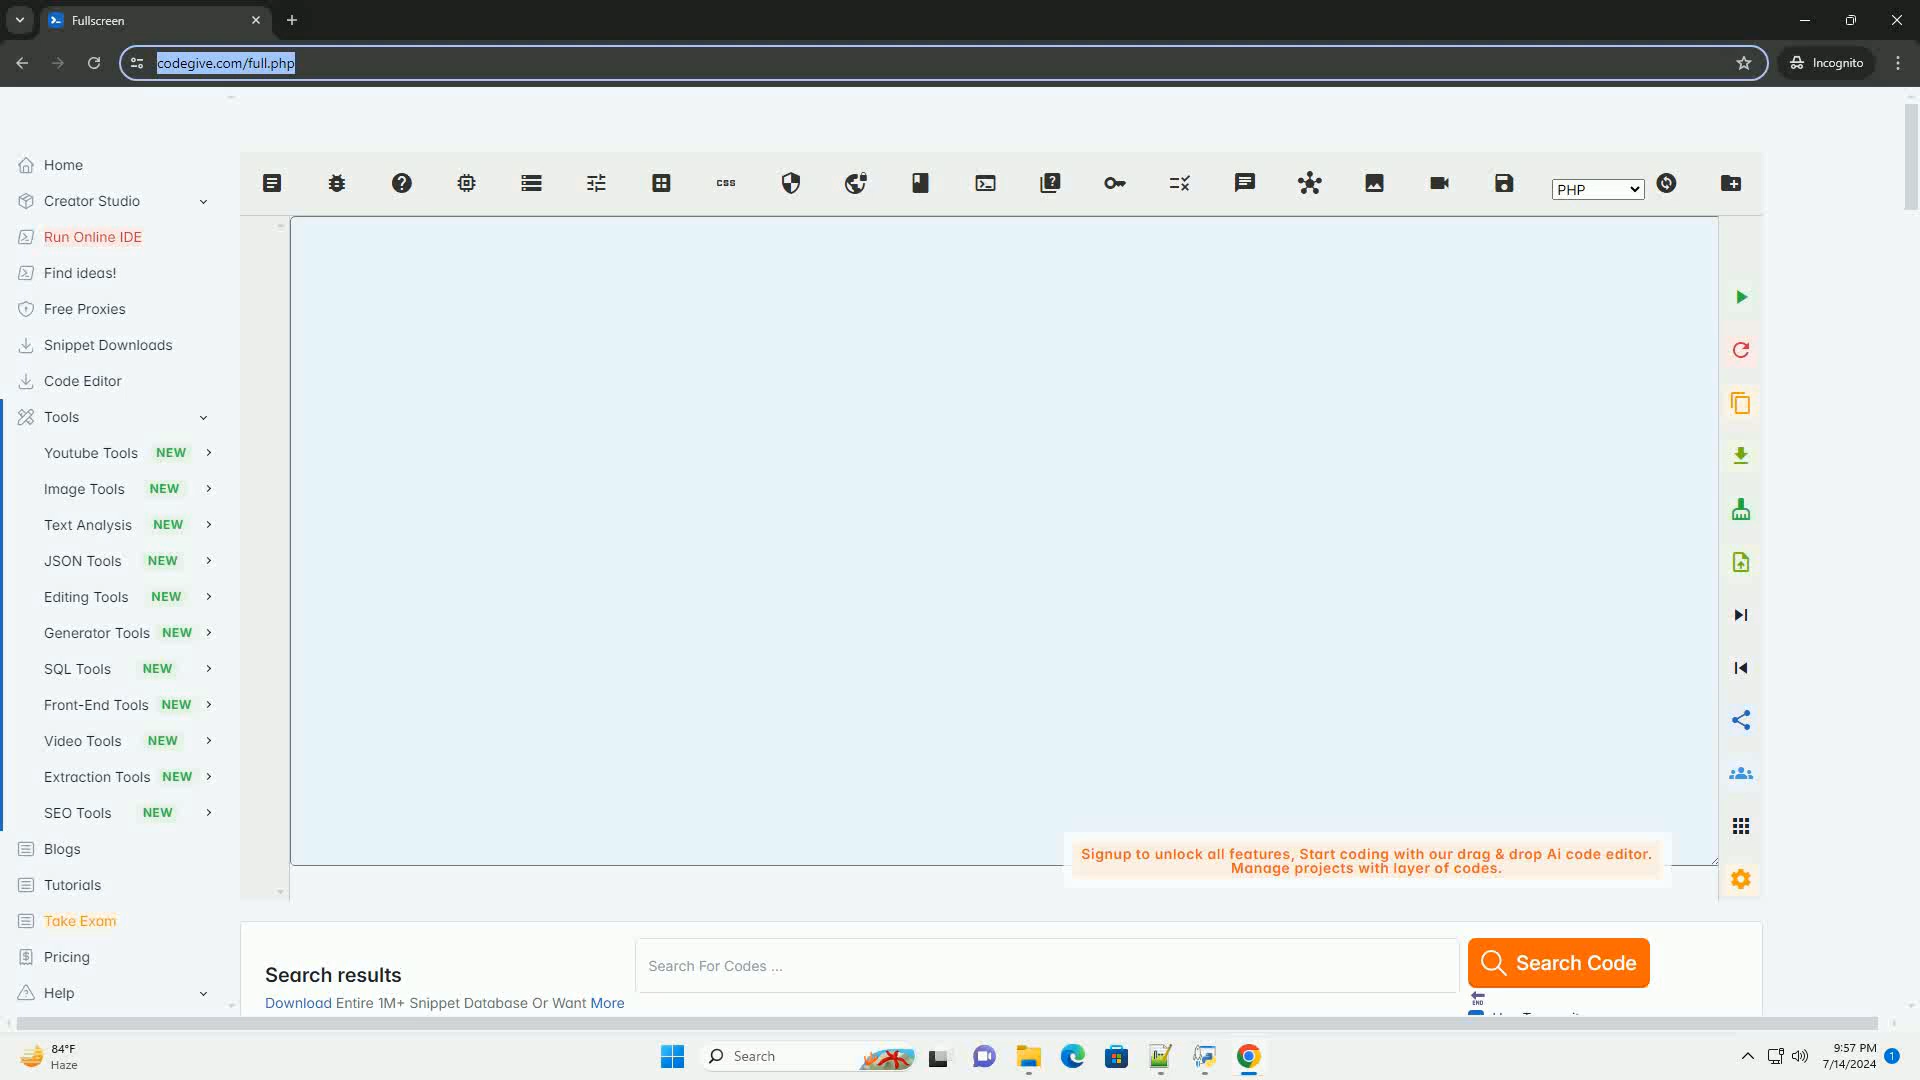 Fullscreen
codegive.com/full.php
Incognito
Home
Creator Studio
Run Online IDE
Find ideas!
Free Proxies
Snippet Downloads
Code Editor
Tools
Youtube Tools NEW
Image Tools NEW
Text Analysis NEW
JSON Tools NEW
Editing Tools NEW
Generator Tools NEW
SQL Tools NEW
Front-End Tools NEW
Video Tools NEW
Extraction Tools NEW
SEO Tools NEW
Blogs
Tutorials
Take Exam
Pricing
Help
CSS
PHP
Signup to unlock all features, Start coding with our drag & drop Ai code editor.
Manage projects with layer of codes.
Search results
Download Entire 1M+ Snippet Database Or Want More
Search For Codes ...
Search Code
END
84°F
Haze
Search
9:57 PM
7/14/2024
1